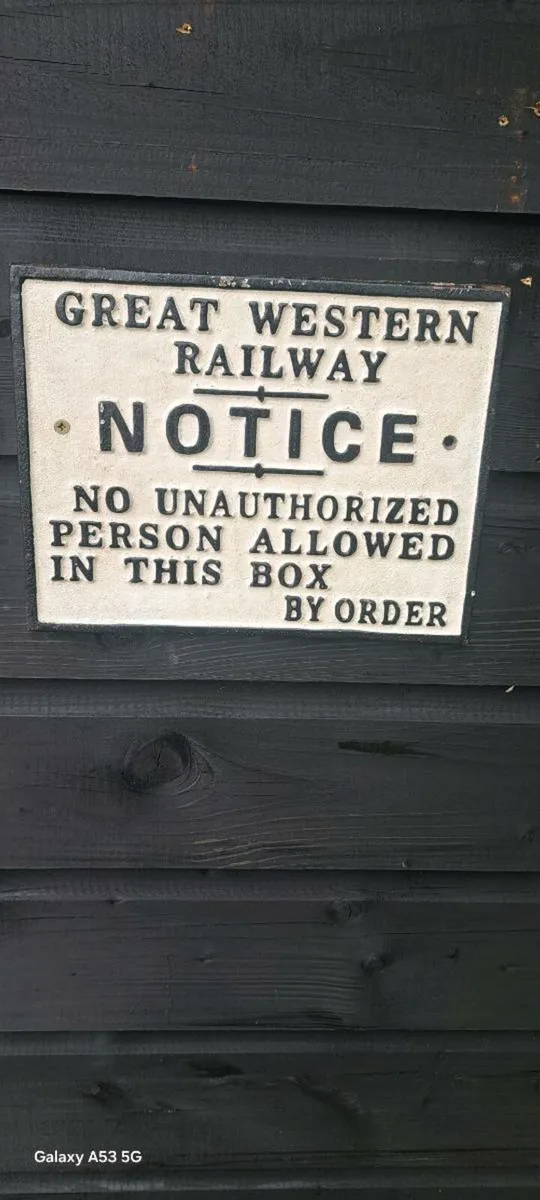 GREAT WESTERN
RAILWAY
NOTICE
NO UNAUTHORIZED
PERSON ALLOWED
IN THIS BOX
BY ORDER
Galaxy A53 5G